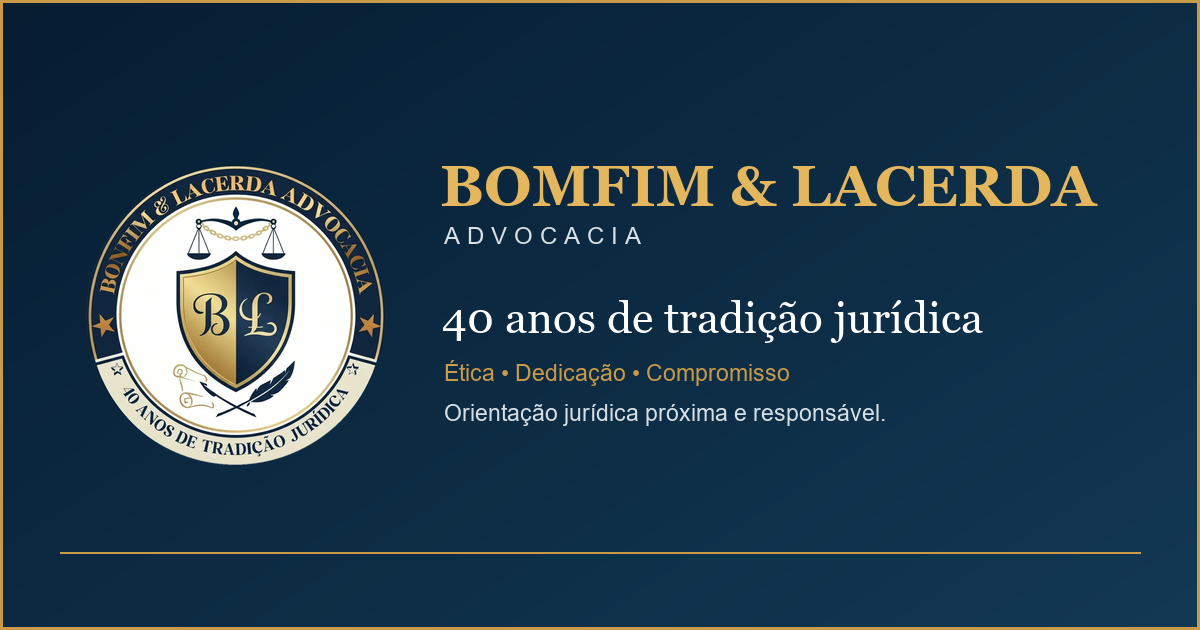 BONFIM & LACERDA ADVOCACIA
B L
40 ANOS DE TRADIÇÃO JURÍDICA
BOMFIM & LACERDA
ADVOCACIA
40 anos de tradição jurídica
Ética • Dedicação • Compromisso
Orientação jurídica próxima e responsável.